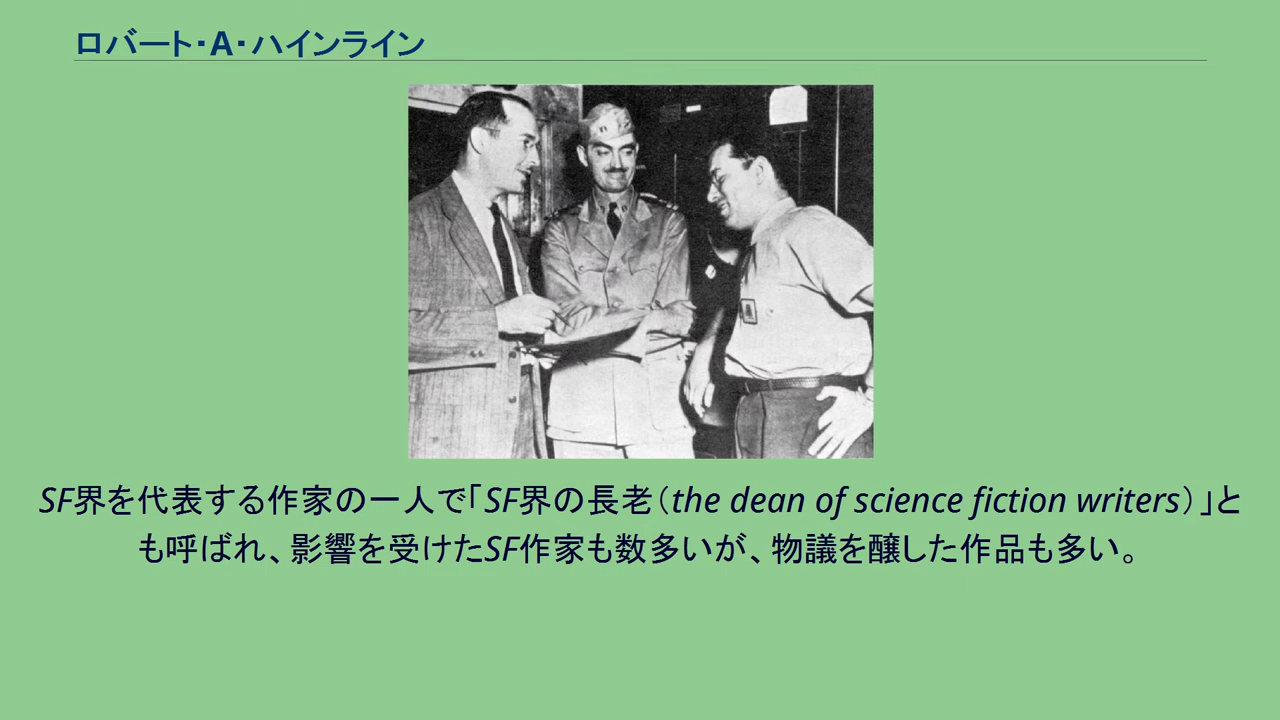 ロバート・A・ハインライン
SF界を代表する作家の一人で「SF界の長老（the dean of science fiction writers）」と
も呼ばれ、影響を受けたSF作家も数多いが、物議を醸した作品も多い。